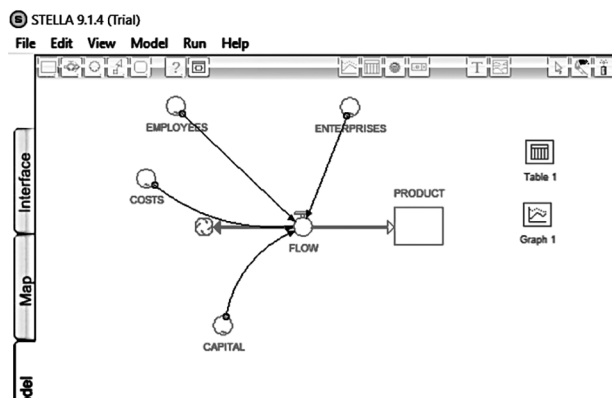 STELLA 9.1.4 (Trial)
File Edit View Model Run Help
?
T
Interface
Map
EMPLOYEES
ENTERPRISES
COSTS
FLOW
PRODUCT
CAPITAL
Table 1
Graph 1